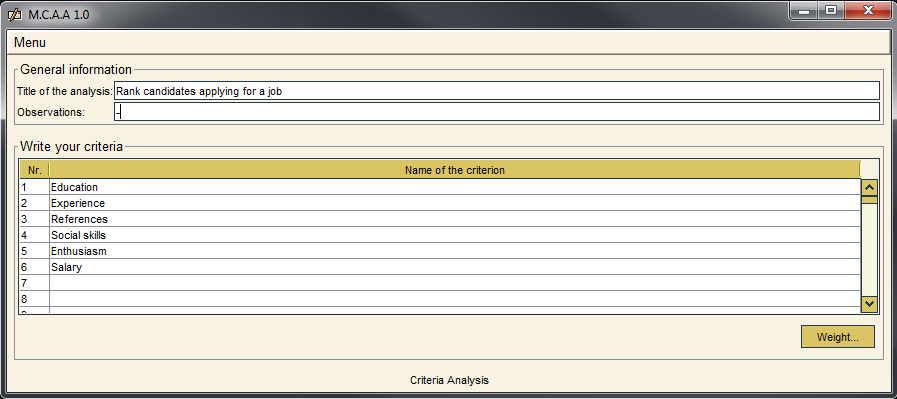 M.C.A.A 1.0
Menu
General information
Title of the analysis: Rank candidates applying for a job
Observations: -
Write your criteria
Nr. Name of the criterion
1 Education
2 Experience
3 References
4 Social skills
5 Enthusiasm
6 Salary
7
8
Weight...
Criteria Analysis